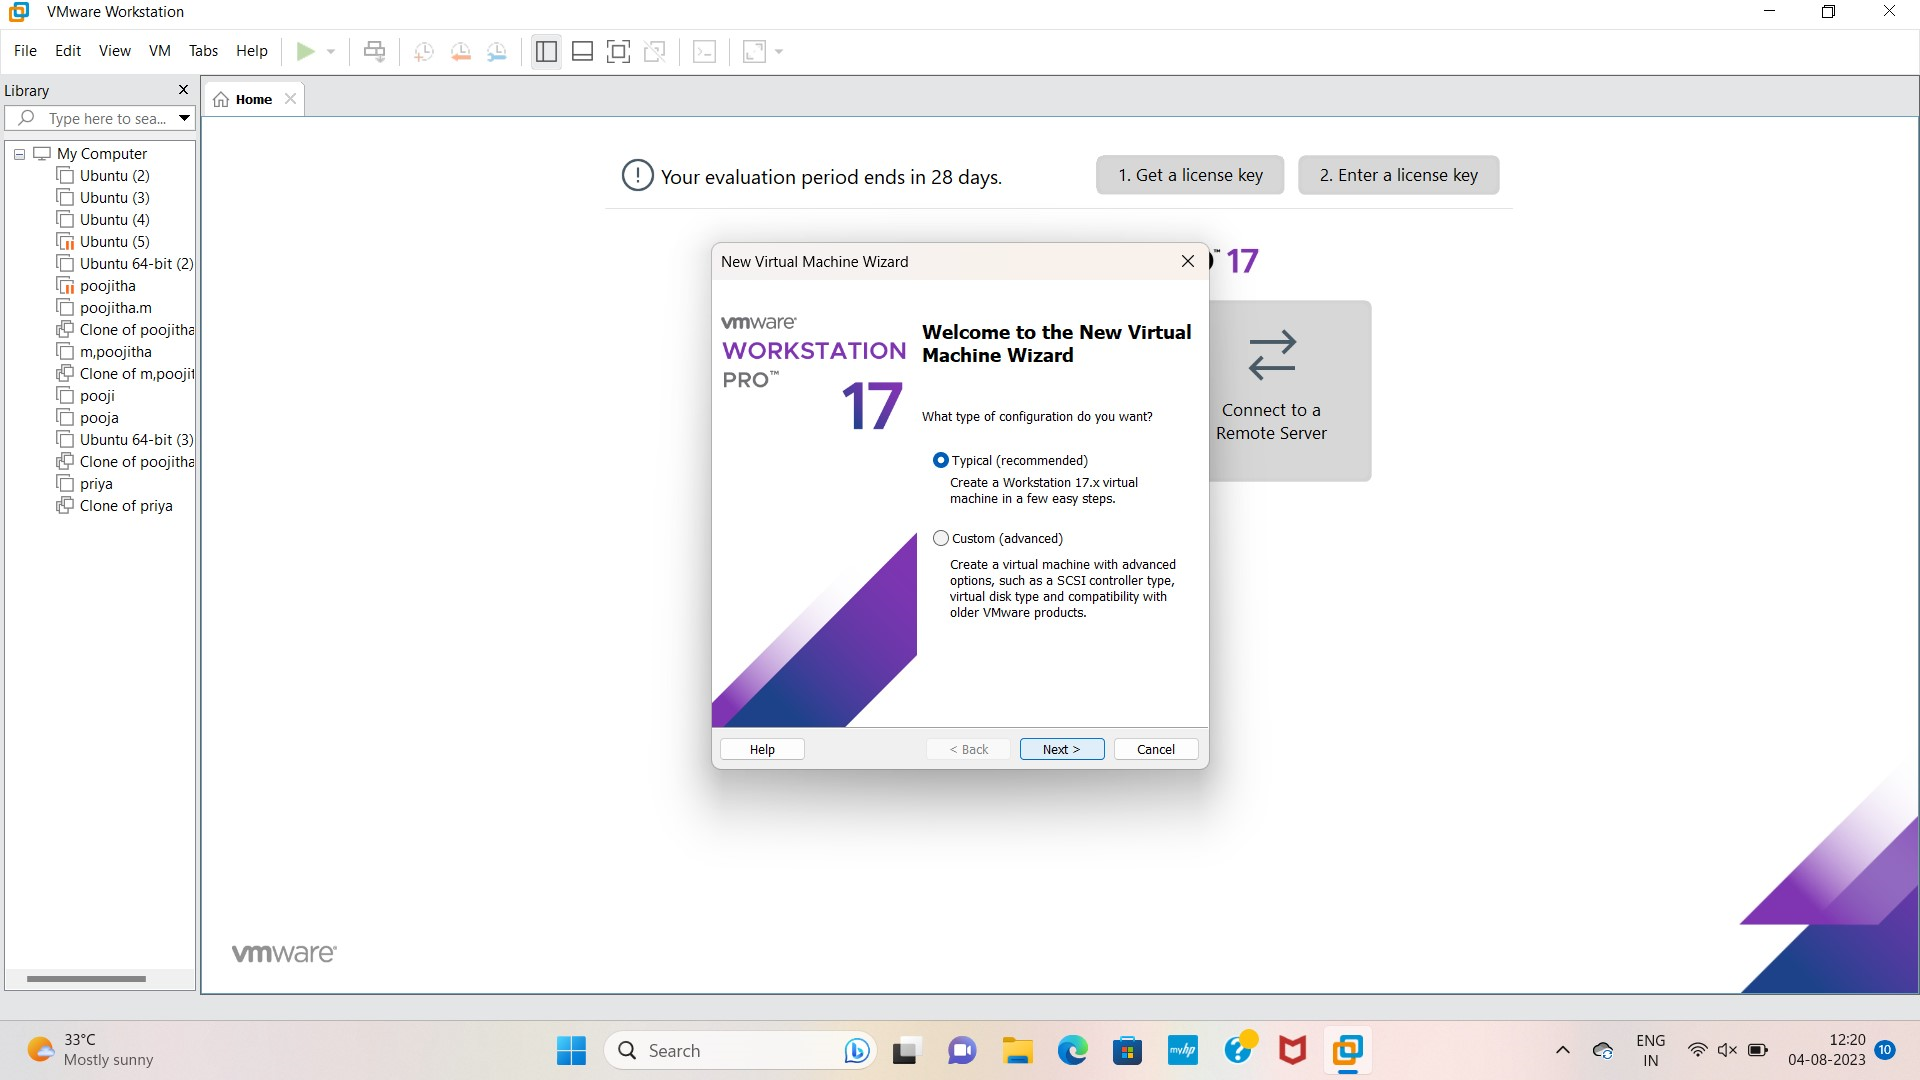 VMware Workstation
File Edit View VM Tabs Help
Library
Type here to sea...
Home
My Computer
Ubuntu (2)
Ubuntu (3)
Ubuntu (4)
Ubuntu (5)
Ubuntu 64-bit (2)
poojitha
poojitha.m
Clone of poojitha
m,poojitha
Clone of m,poojit
pooji
pooja
Ubuntu 64-bit (3)
Clone of poojitha
priya
Clone of priya
Your evaluation period ends in 28 days.
1. Get a license key
2. Enter a license key
™ 17
Connect to a
Remote Server
New Virtual Machine Wizard
vmware®
WORKSTATION
PRO™
17
Welcome to the New Virtual
Machine Wizard
What type of configuration do you want?
Typical (recommended)
Create a Workstation 17.x virtual
machine in a few easy steps.
Custom (advanced)
Create a virtual machine with advanced
options, such as a SCSI controller type,
virtual disk type and compatibility with
older VMware products.
Help
< Back
Next >
Cancel
vmware®
33°C
Mostly sunny
Search
myhp
ENG
IN
12:20
04-08-2023
10